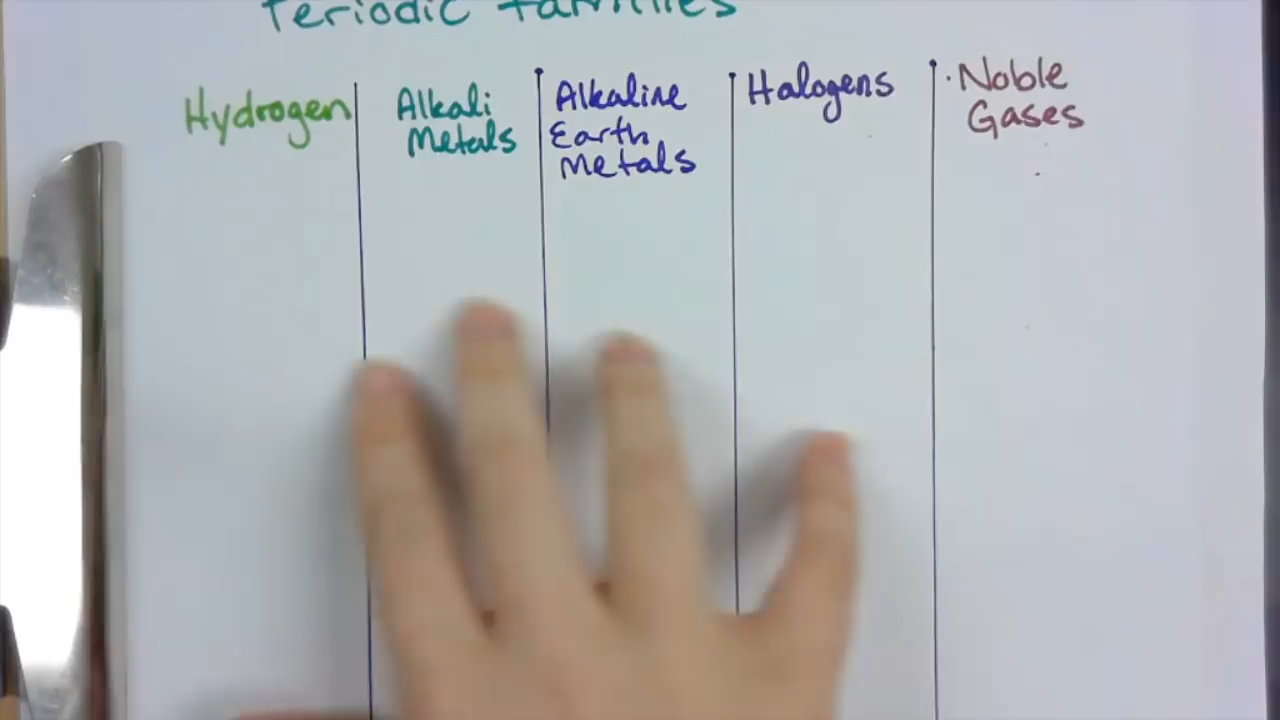 Periodic families
Hydrogen
Alkali
Metals
Alkaline
Earth
Metals
Halogens
Noble
Gases